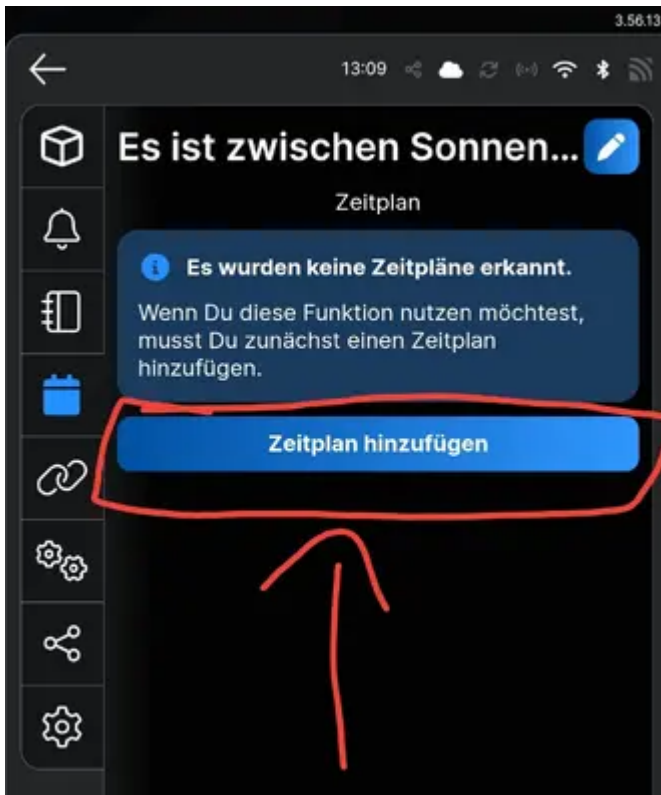 3.56.13
13:09
Es ist zwischen Sonnen...
Zeitplan
Es wurden keine Zeitpläne erkannt.
Wenn Du diese Funktion nutzen möchtest,
musst Du zunächst einen Zeitplan
hinzufügen.
Zeitplan hinzufügen